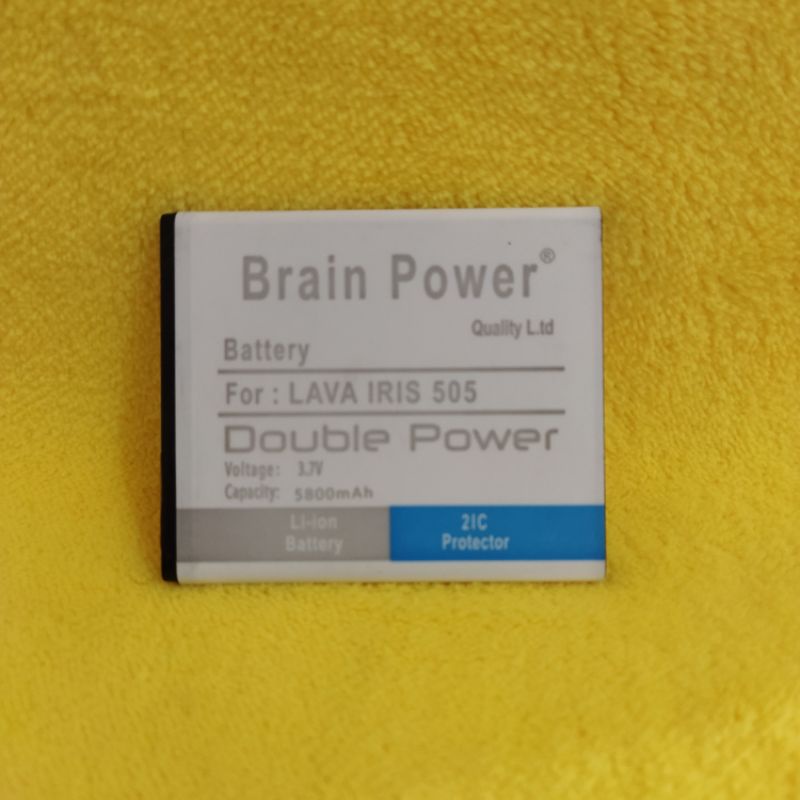 Brain Power®
Quality L.td
Battery
For : LAVA IRIS 505
Double Power
Voltage: 3.7V
Capacity: 5800mAh
Li-ion
Battery
2IC
Protector